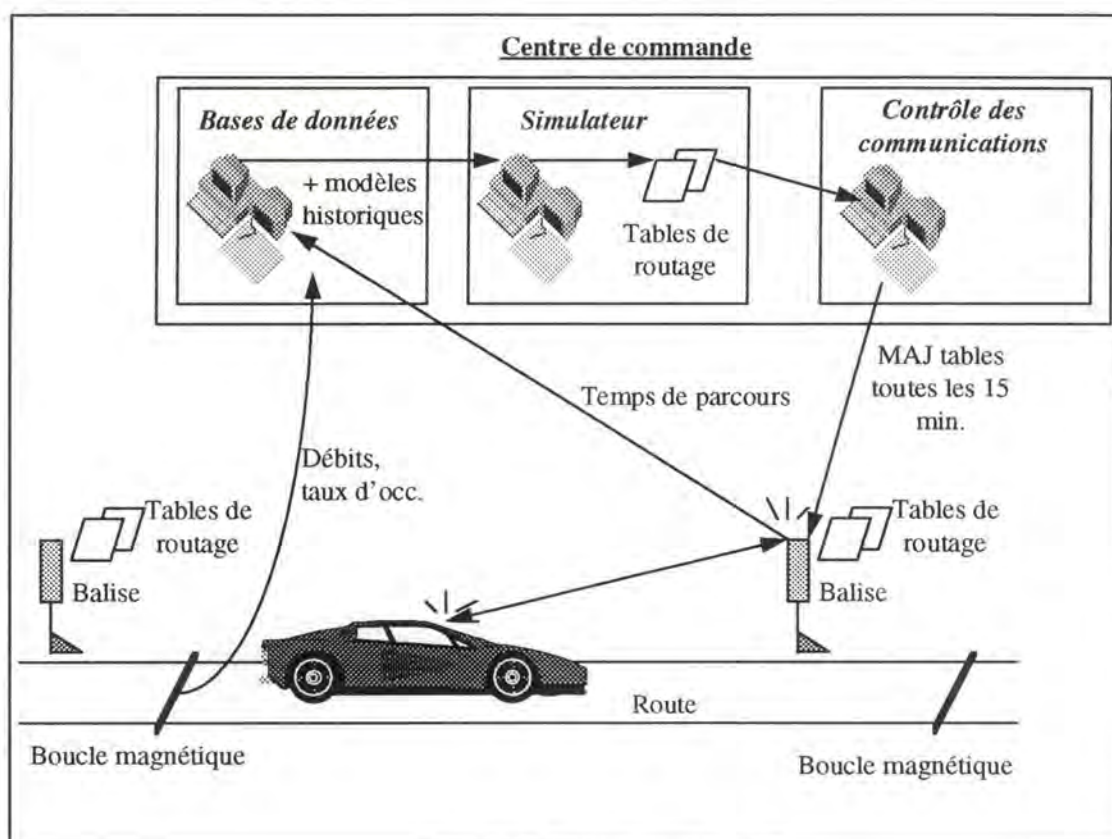 Centre de commande
Bases de données
Simulateur
Contrôle des
communications
+ modèles
historiques
Tables de
routage
MAJ tables
toutes les 15
min.
Temps de parcours
Débits,
taux d'occ.
Tables de
routage
Balise
Tables de
routage
Balise
Route
Boucle magnétique
Boucle magnétique